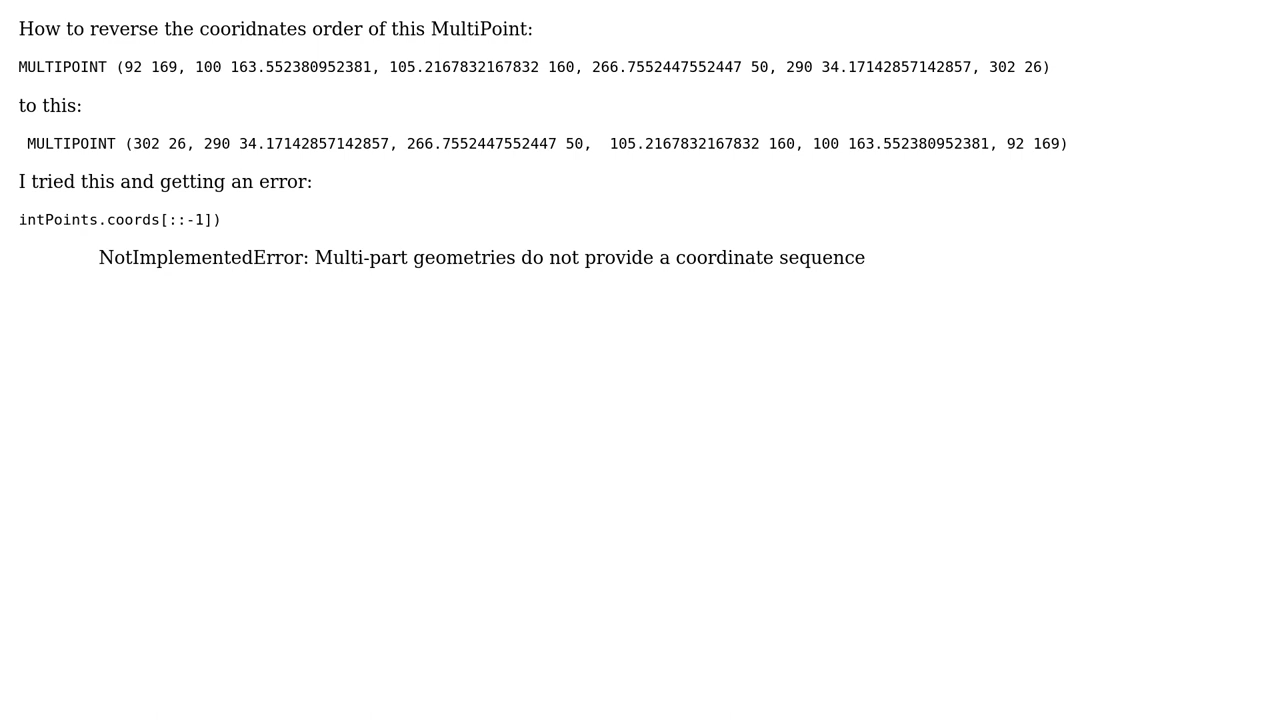 How to reverse the cooridnates order of this MultiPoint:
MULTIPOINT (92 169, 100 163.552380952381, 105.2167832167832 160, 266.7552447552447 50, 290 34.17142857142857, 302 26)
to this:
MULTIPOINT (302 26, 290 34.17142857142857, 266.7552447552447 50,  105.2167832167832 160, 100 163.552380952381, 92 169)
I tried this and getting an error:
intPoints.coords[::-1])
NotImplementedError: Multi-part geometries do not provide a coordinate sequence